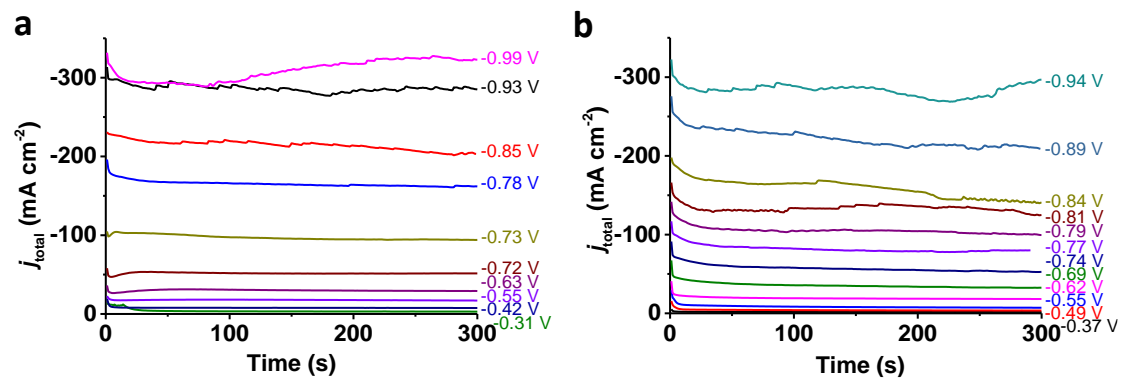 a
j total (mA cm-2)
-300
-200
-100
0
-0.99 V
-0.93 V
-0.85 V
-0.78 V
-0.73 V
-0.72 V
-0.63 V
-0.55 V
-0.42 V
-0.31 V
0 100 200 300
Time (s)
b
j total (mA cm-2)
-300
-200
-100
0
-0.94 V
-0.89 V
-0.84 V
-0.81 V
-0.79 V
-0.77 V
-0.74 V
-0.69 V
-0.62 V
-0.55 V
-0.49 V
-0.37 V
0 100 200 300
Time (s)